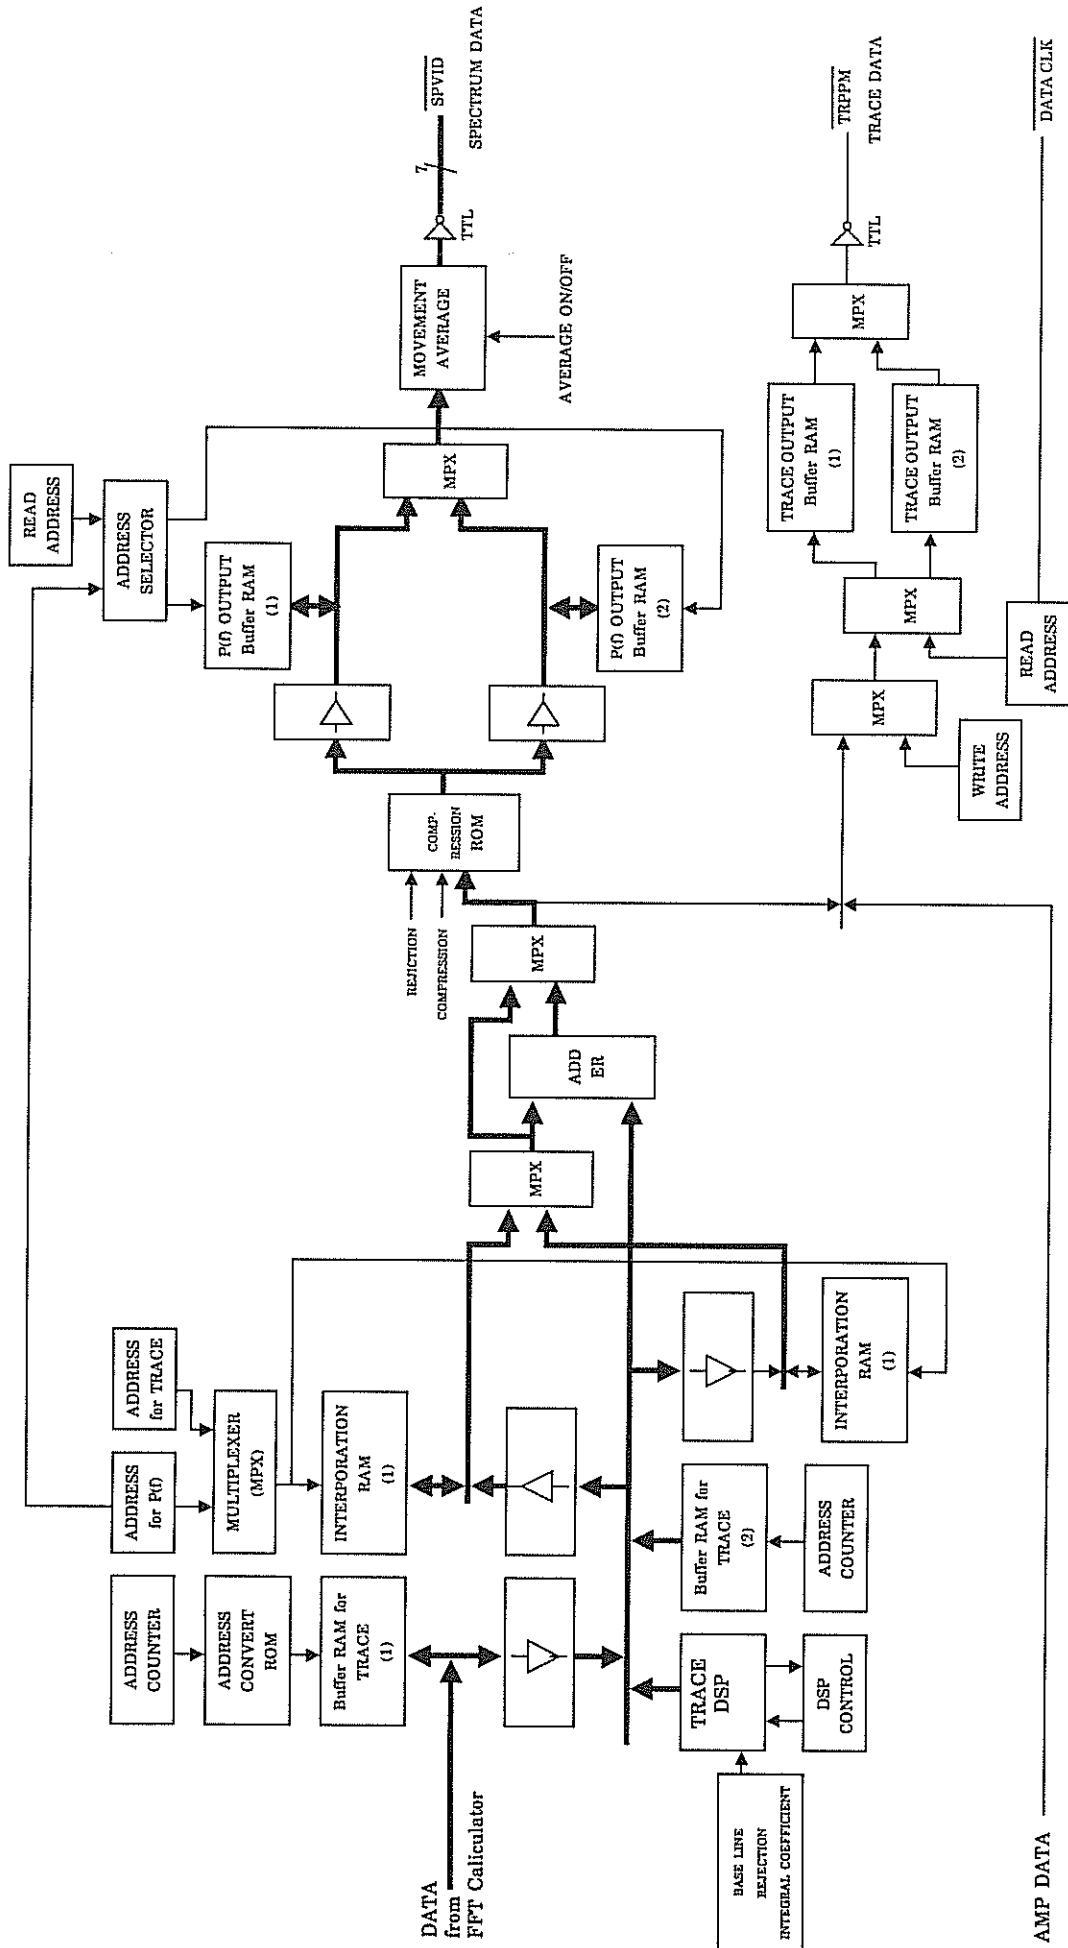 ADDRESS
COUNTER
ADDRESS
CONVERT
ROM
Buffer RAM for
TRACE
(1)
DATA
from
FFT Caliculator
ADDRESS
for P(f)
ADDRESS
for TRACE
MULTIPLEXER
(MPX)
INTERPORATION
RAM
(1)
TRACE
DSP
DSP
CONTROL
BASE LINE
REJECTION
INTEGRAL COEFFICIENT
Buffer RAM for
TRACE
(2)
ADDRESS
COUNTER
INTERPORATION
RAM
(1)
MPX
ADD
ER
MPX
REJICTION
COMPRESSION
COMP-
RESSION
ROM
READ
ADDRESS
ADDRESS
SELECTOR
P(f) OUTPUT
Buffer RAM
(1)
P(f) OUTPUT
Buffer RAM
(2)
MPX
MOVEMENT
AVERAGE
AVERAGE ON/OFF
TTL
7
SPVID
SPECTRUM DATA
WRITE
ADDRESS
MPX
READ
ADDRESS
MPX
TRACE OUTPUT
Buffer RAM
(1)
TRACE OUTPUT
Buffer RAM
(2)
MPX
TTL
TRPPM
TRACE DATA
DATA CLK
AMP DATA